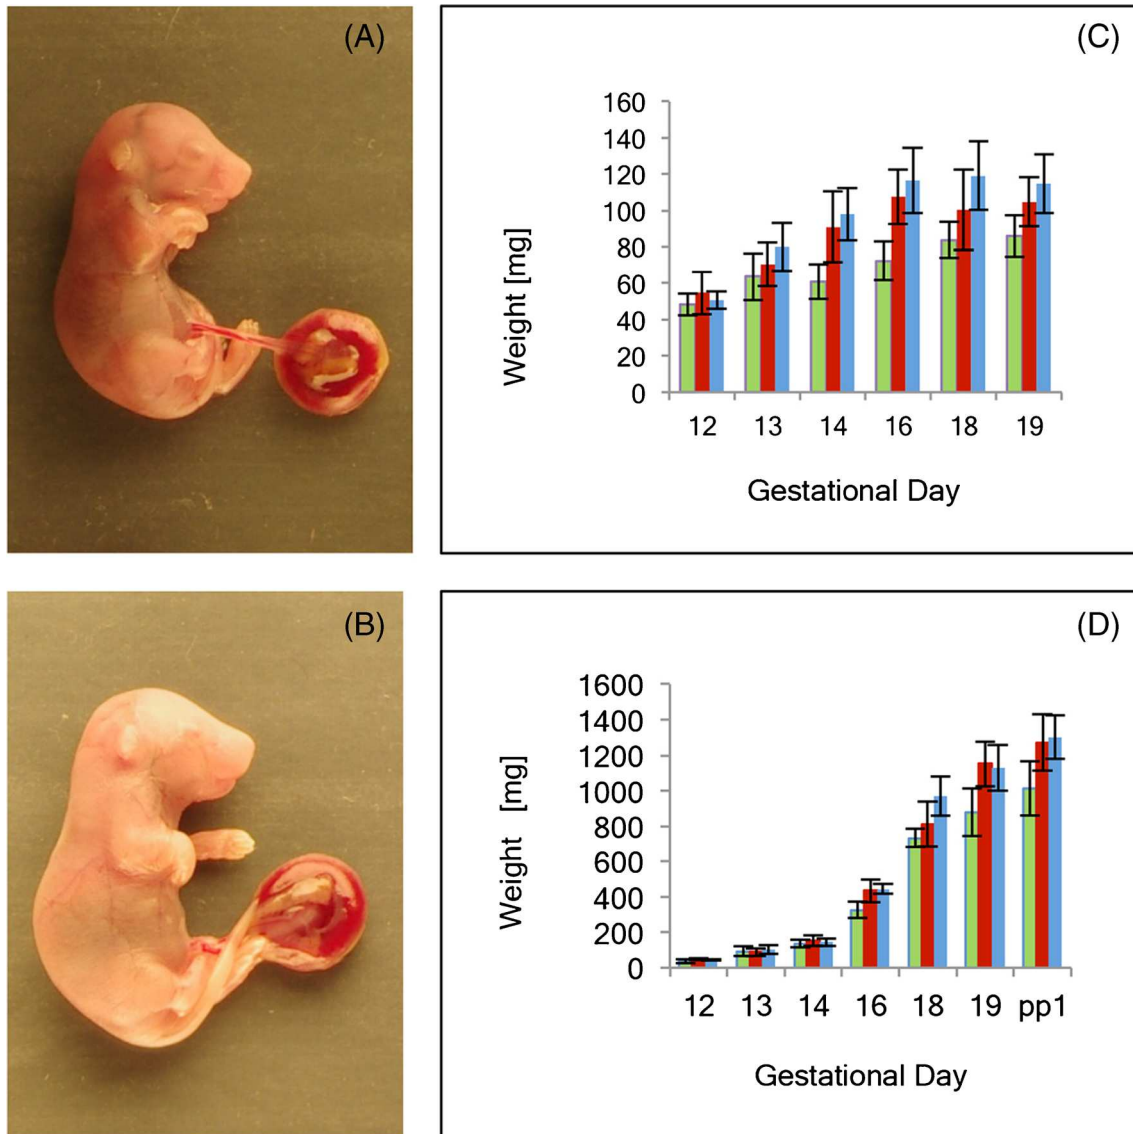 (A)
(C)
160
140
120
100
80
60
40
20
0
Weight [mg]
12 13 14 16 18 19
Gestational Day
(B)
(D)
1600
1400
1200
1000
800
600
400
200
0
Weight [mg]
12 13 14 16 18 19 pp1
Gestational Day